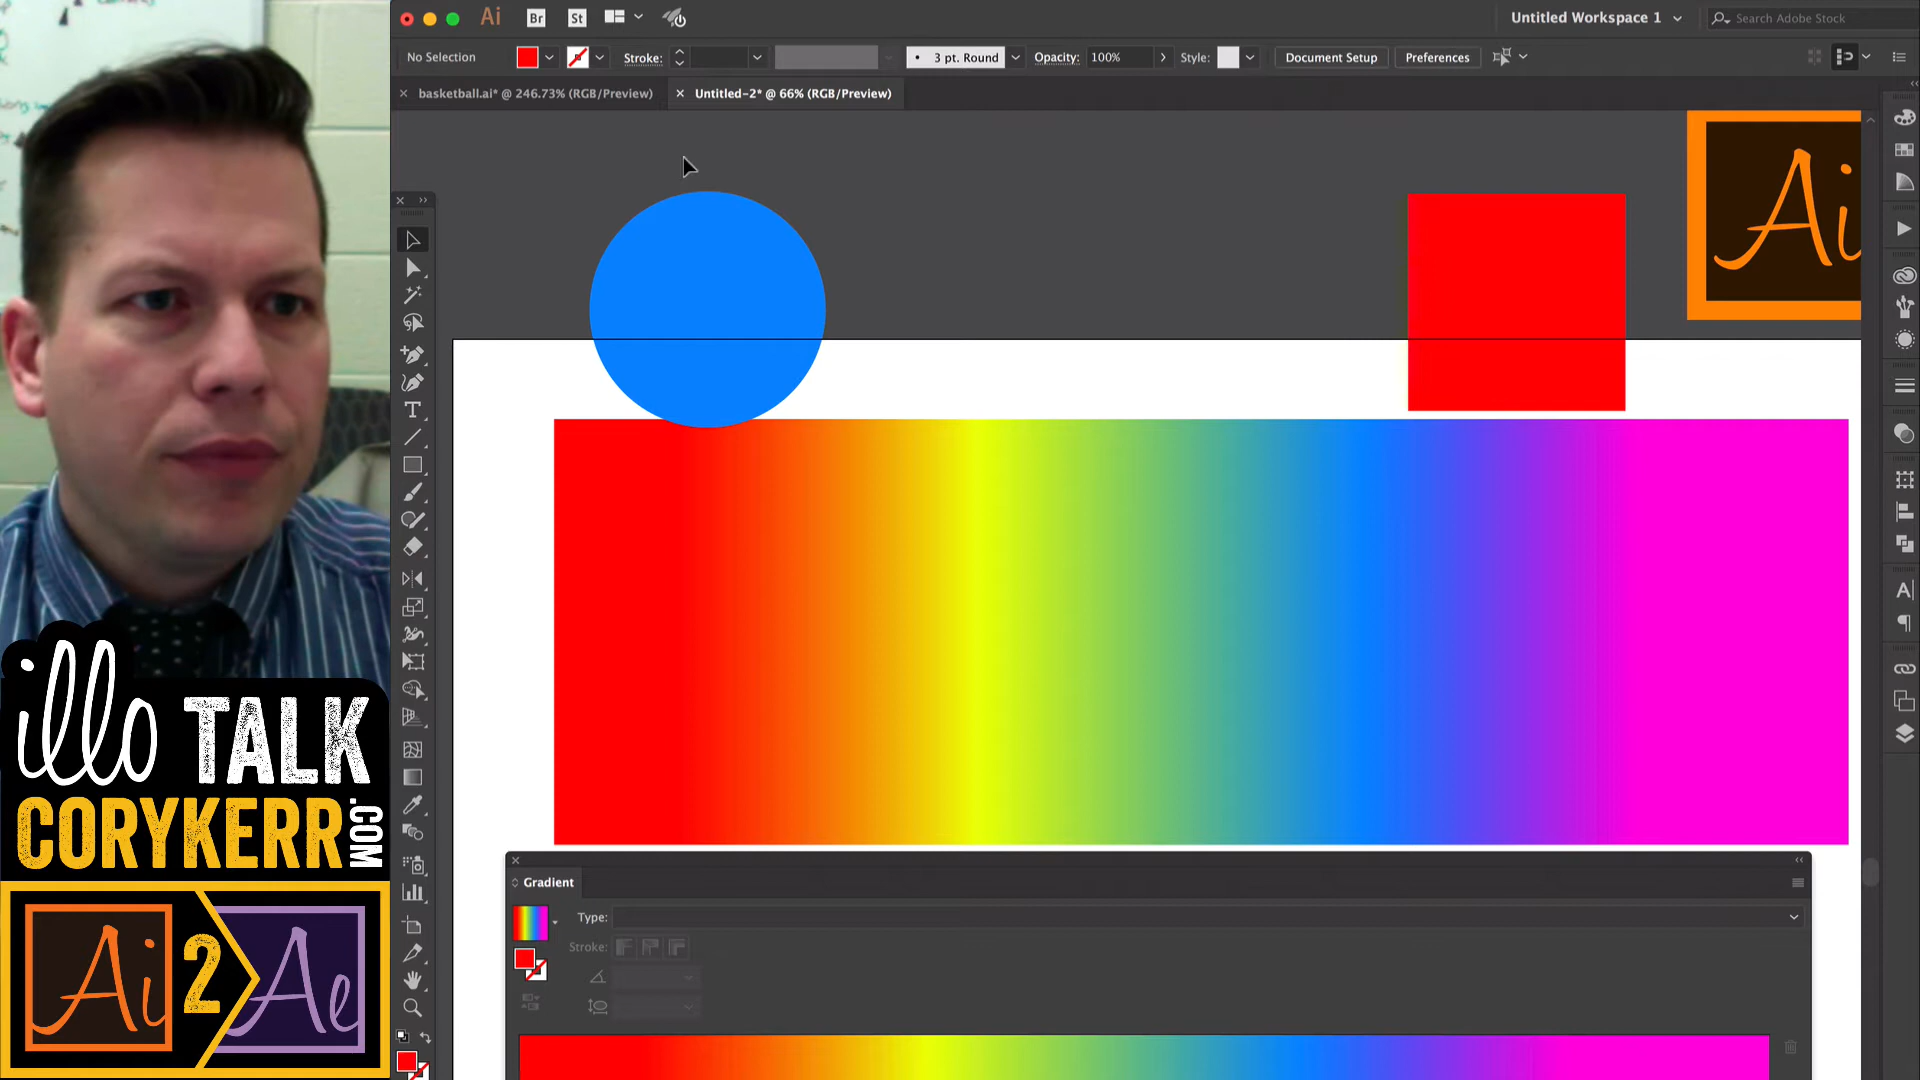 Ai Br St Untitled Workspace 1 Search Adobe Stock
No Selection Stroke: 3 pt. Round Opacity: 100% Style: Document Setup Preferences
basketball.ai* @ 246.73% (RGB/Preview) Untitled-2* @ 66% (RGB/Preview)
Ai
Gradient
Type:
Stroke:
illo TALK
CORYKERR.COM
Ai 2 Ae